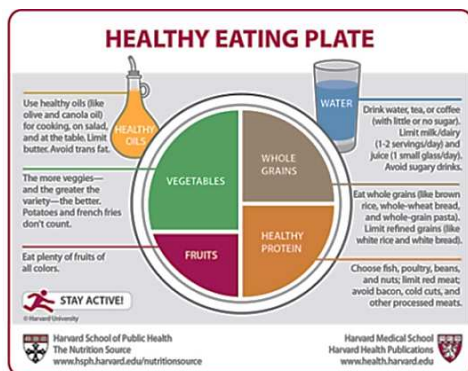 HEALTHY EATING PLATE
Use healthy oils (like
olive and canola oil)
for cooking, on salad,
and at the table. Limit
butter. Avoid trans fat.
HEALTHY
OILS
WATER
Drink water, tea, or coffee
(with little or no sugar).
Limit milk/dairy
(1-2 servings/day) and
juice (1 small glass/day).
Avoid sugary drinks.
The more veggies—
and the greater the
variety—the better.
Potatoes and french fries
don't count.
VEGETABLES
WHOLE
GRAINS
Eat whole grains (like brown
rice, whole-wheat bread,
and whole-grain pasta).
Limit refined grains (like
white rice and white bread).
Eat plenty of fruits of
all colors.
FRUITS
HEALTHY
PROTEIN
Choose fish, poultry, beans,
and nuts; limit red meat;
avoid bacon, cold cuts, and
other processed meats.
STAY ACTIVE!
© Harvard University
Harvard School of Public Health
The Nutrition Source
www.hsph.harvard.edu/nutritionsource
Harvard Medical School
Harvard Health Publications
www.health.harvard.edu